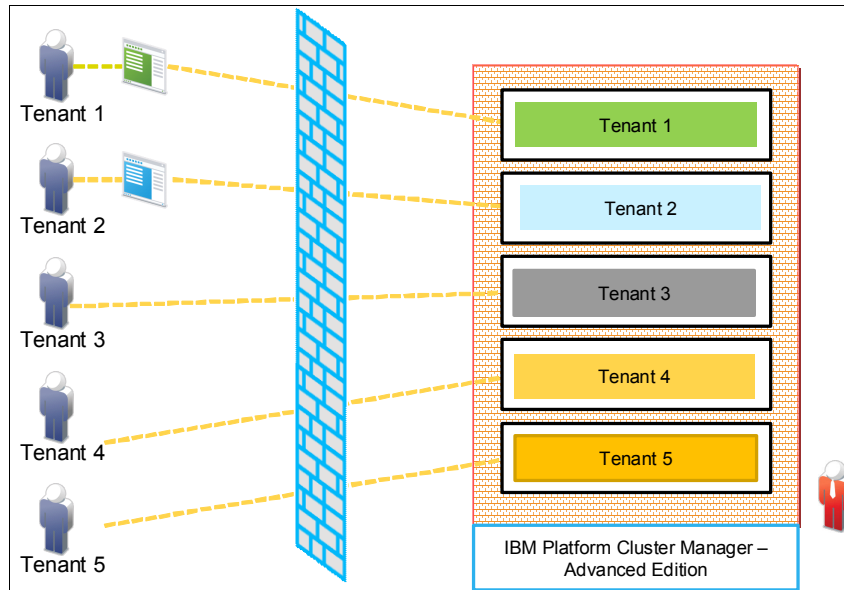 Tenant 1
Tenant 2
Tenant 3
Tenant 4
Tenant 5
Tenant 1
Tenant 2
Tenant 3
Tenant 4
Tenant 5
IBM Platform Cluster Manager –
Advanced Edition